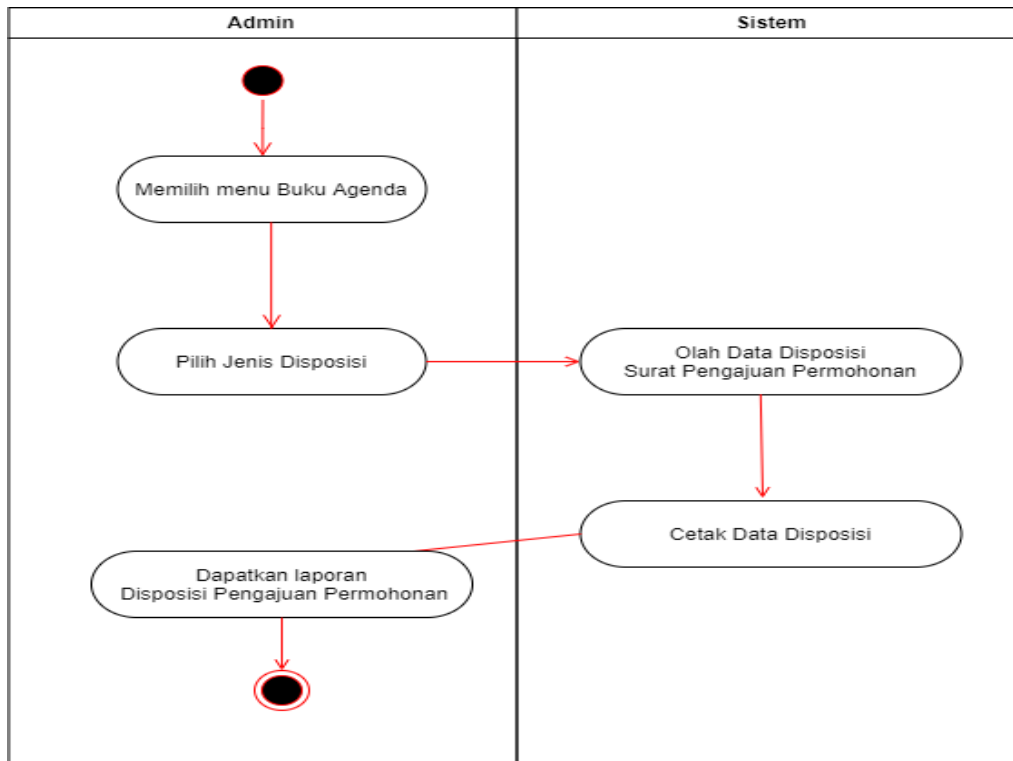 Admin
Sistem
Memilih menu Buku Agenda
Pilih Jenis Disposisi
Olah Data Disposisi
Surat Pengajuan Permohonan
Cetak Data Disposisi
Dapatkan laporan
Disposisi Pengajuan Permohonan